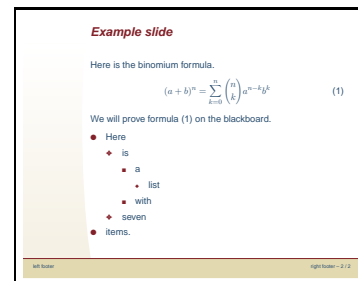 Example slide
Here is the binomium formula.
(a + b)^n = \sum_{k=0}^{n} \binom{n}{k} a^{n-k} b^k (1)
We will prove formula (1) on the blackboard.
Here
is
a
list
with
seven
items.
left footer right footer – 2 / 2